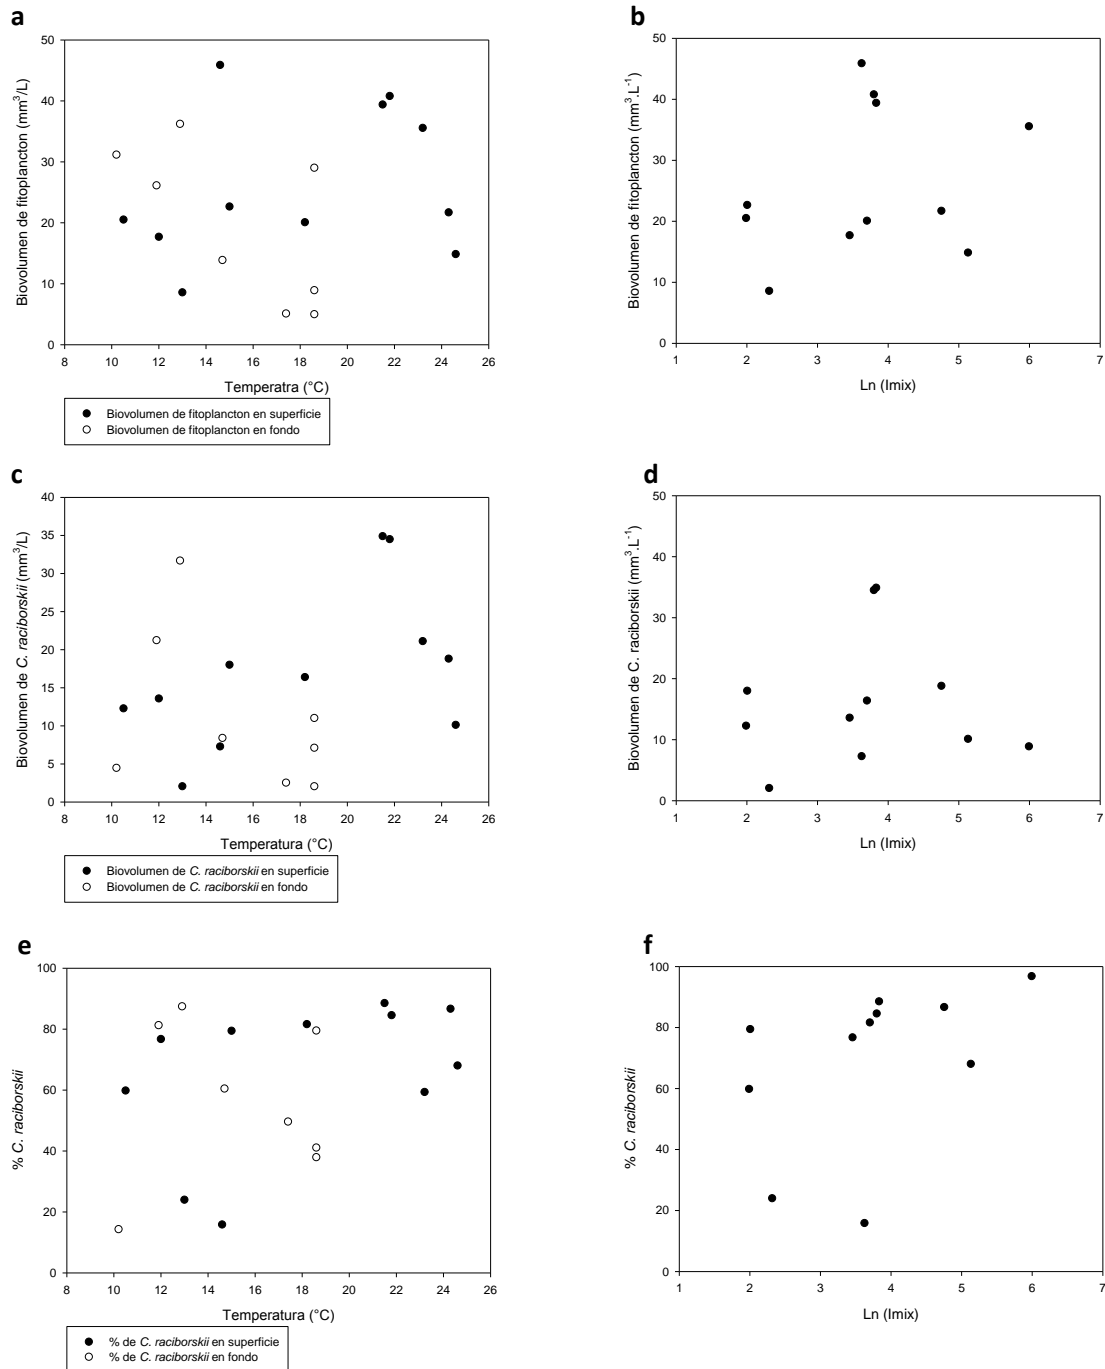 a
Biovolumen de fitoplancton (mm³/L)
50
40
30
20
10
0
8 10 12 14 16 18 20 22 24 26
Temperatra (°C)
Biovolumen de fitoplancton en superficie
Biovolumen de fitoplancton en fondo
b
Biovolumen de fitoplancton (mm³.L⁻¹)
50
40
30
20
10
0
1 2 3 4 5 6 7
Ln (Imix)
c
Biovolumen de C. raciborskii (mm³/L)
40
35
30
25
20
15
10
5
0
8 10 12 14 16 18 20 22 24 26
Temperatura (°C)
Biovolumen de C. raciborskii en superficie
Biovolumen de C. raciborskii en fondo
d
Biovolumen de C. raciborskii (mm³.L⁻¹)
50
40
30
20
10
0
1 2 3 4 5 6 7
Ln (Imix)
e
% C. raciborskii
100
80
60
40
20
0
8 10 12 14 16 18 20 22 24 26
Temperatura (°C)
% de C. raciborskii en superficie
% de C. raciborskii en fondo
f
% C. raciborskii
100
80
60
40
20
0
1 2 3 4 5 6 7
Ln (Imix)